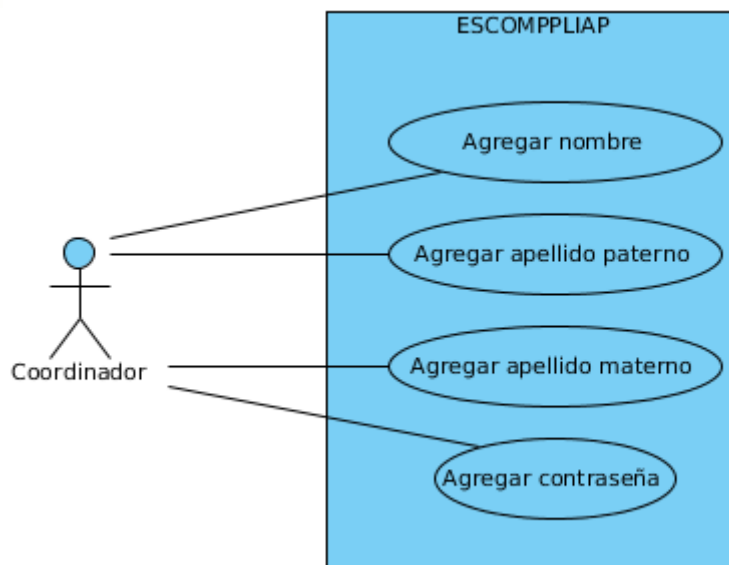 ESCOMPPLIAP
Agregar nombre
Agregar apellido paterno
Coordinador
Agregar apellido materno
Agregar contraseña